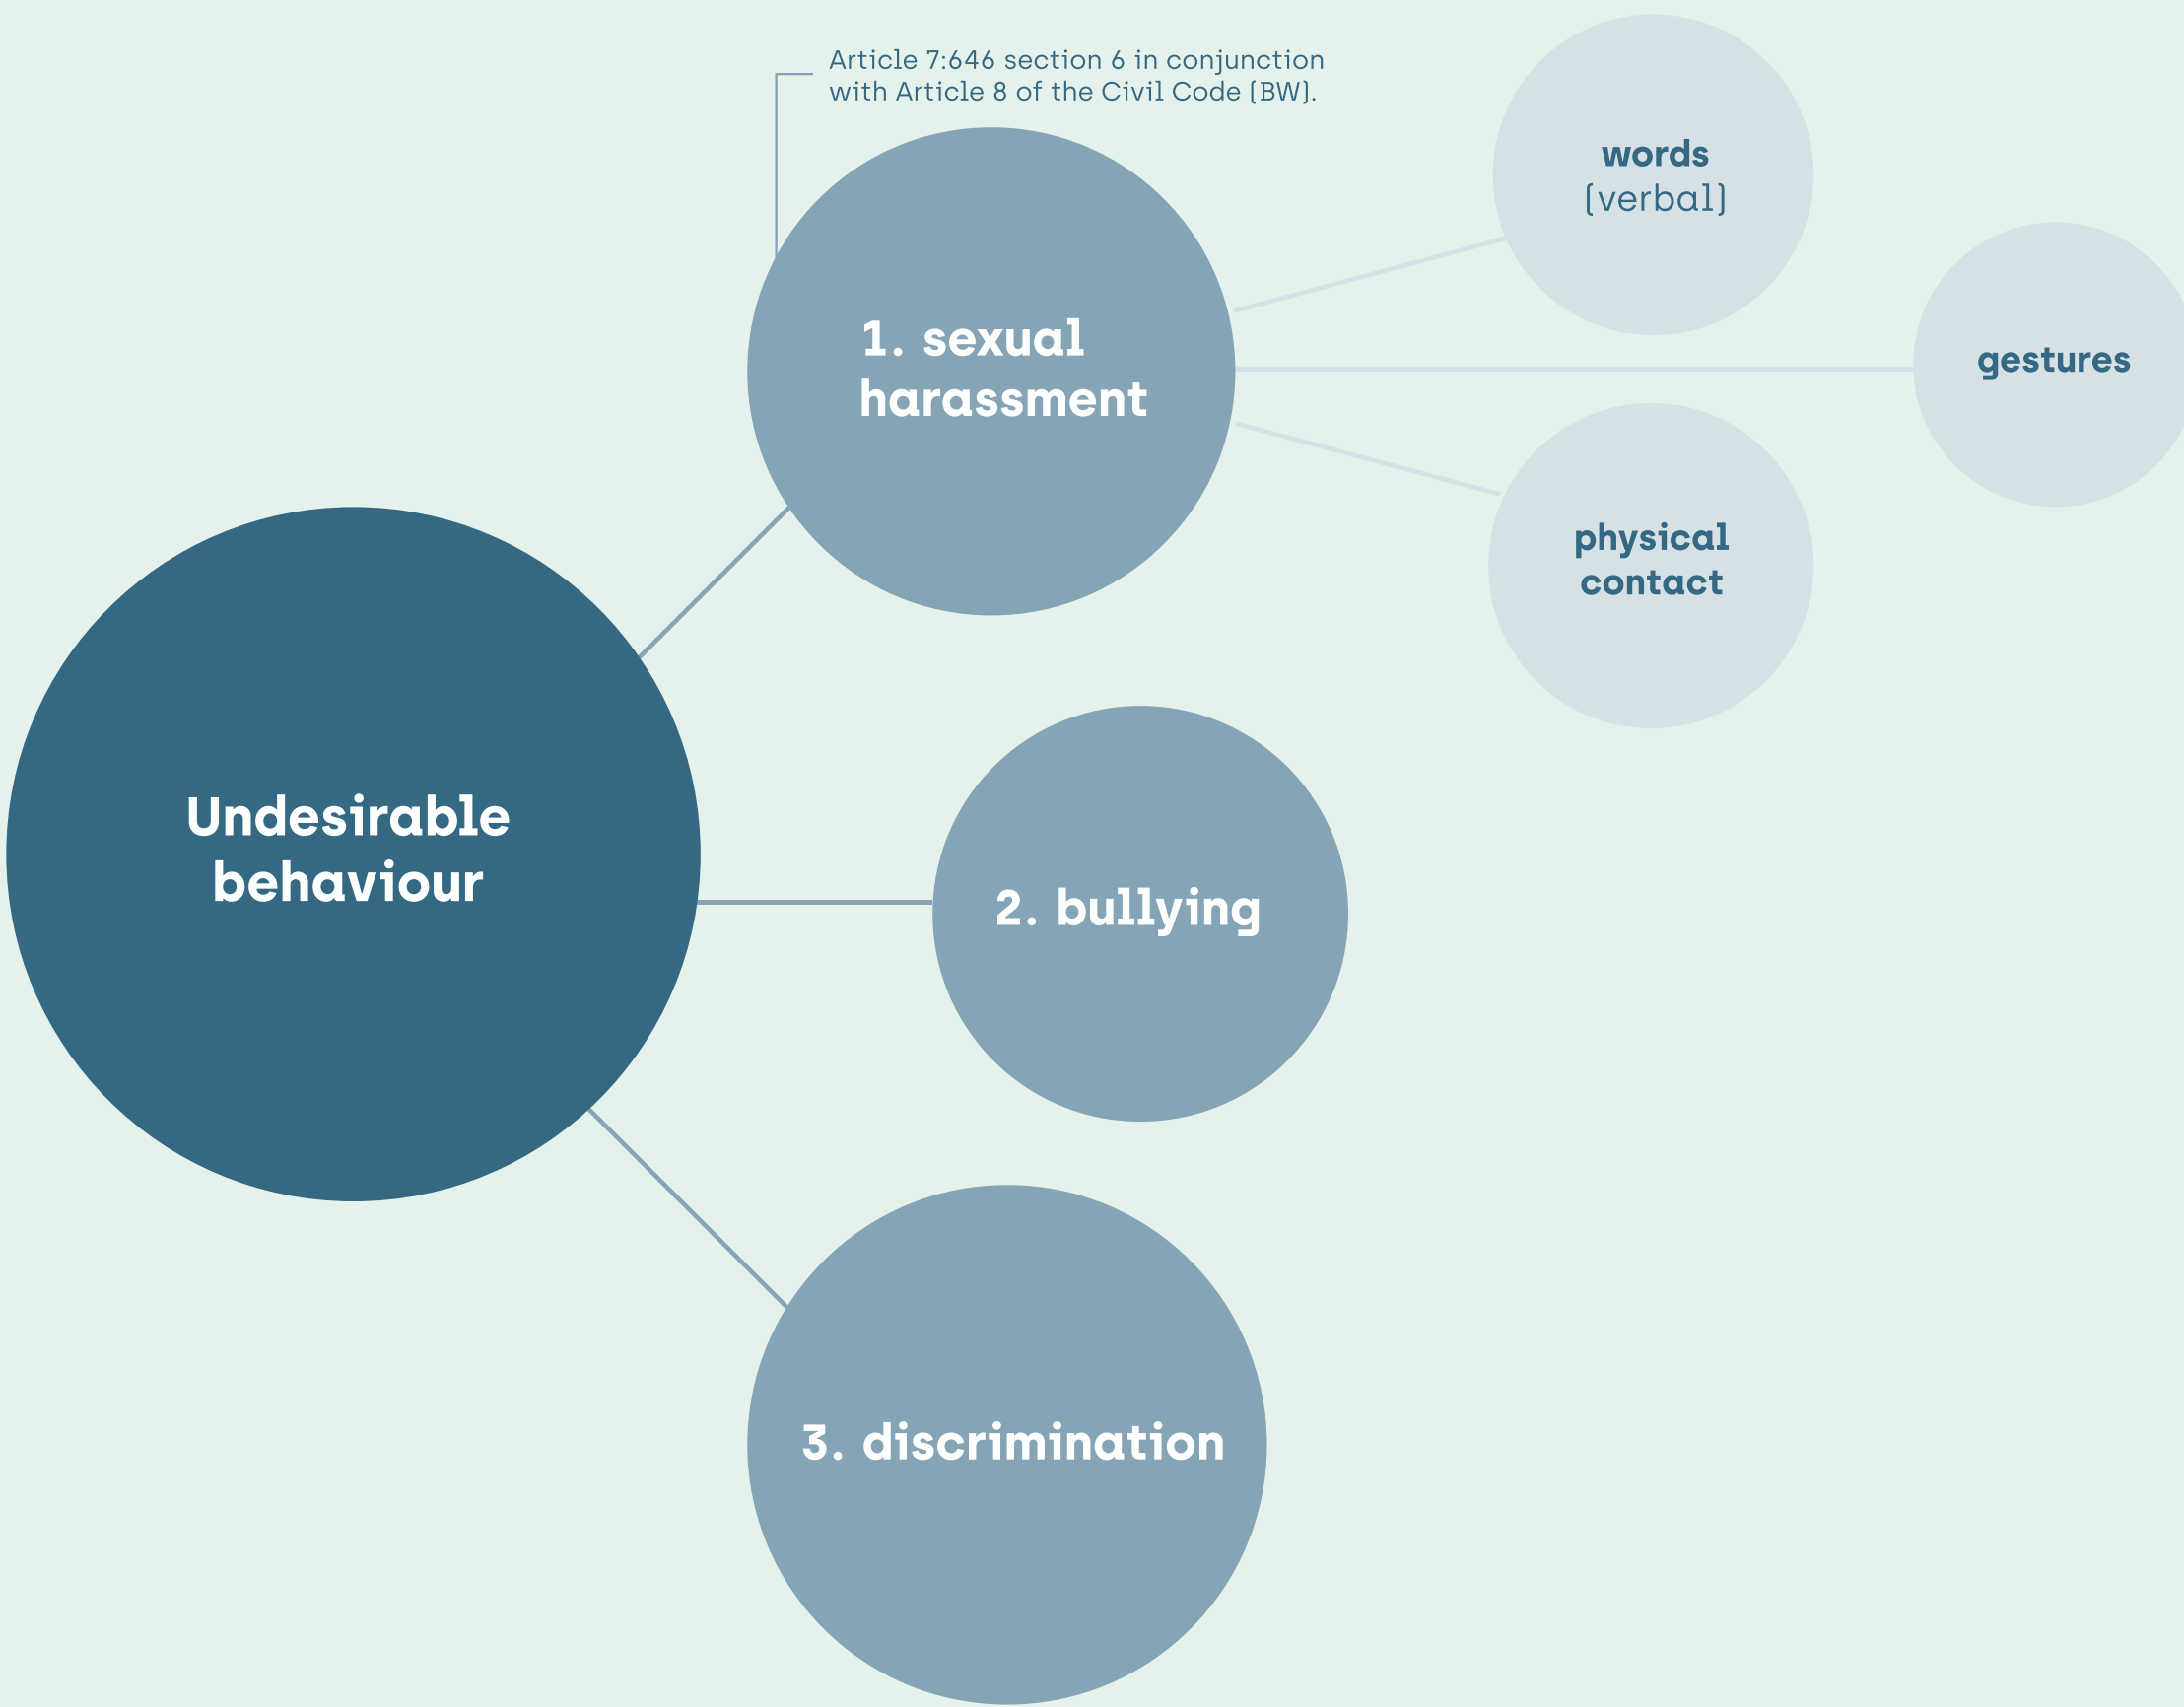 Article 7:646 section 6 in conjunction
with Article 8 of the Civil Code (BW).
words
(verbal)
1. sexual
harassment
gestures
physical
contact
Undesirable
behaviour
2. bullying
3. discrimination